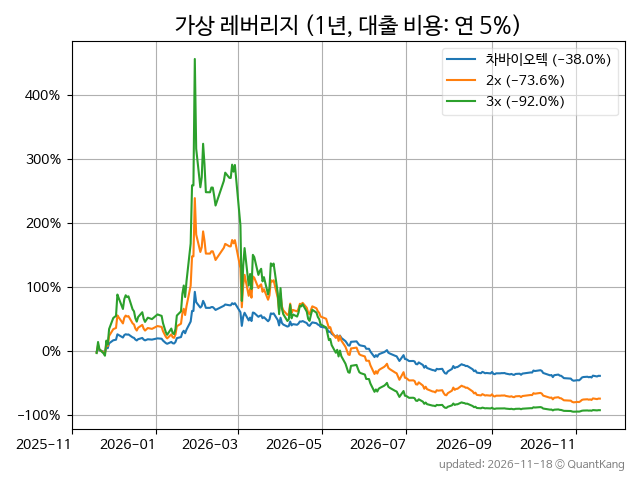 가상 레버리지 (1년, 대출 비용: 연 5%)
차바이오텍 (-38.0%)
2x (-73.6%)
3x (-92.0%)
400%
300%
200%
100%
0%
-100%
2025-11
2026-01
2026-03
2026-05
2026-07
2026-09
2026-11
updated: 2026-11-18 © QuantKang